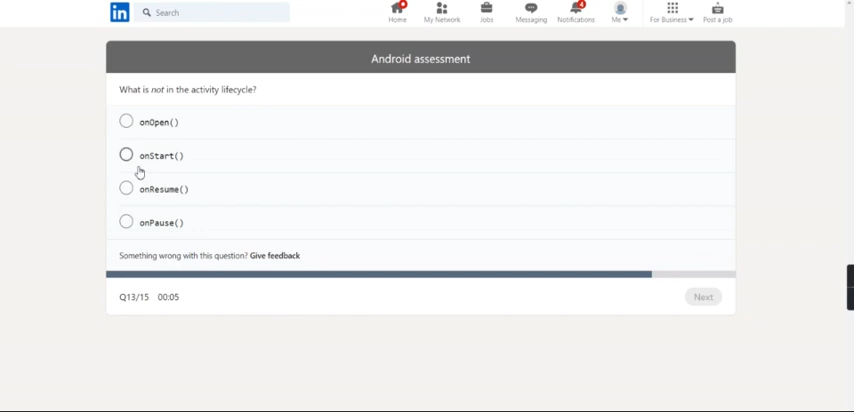 in Search
Home My Network Jobs Messaging Notifications 4 Me For Business Post a job
Android assessment
What is not in the activity lifecycle?
onOpen()
onStart()
onResume()
onPause()
Something wrong with this question? Give feedback
Q13/15 00:05 Next